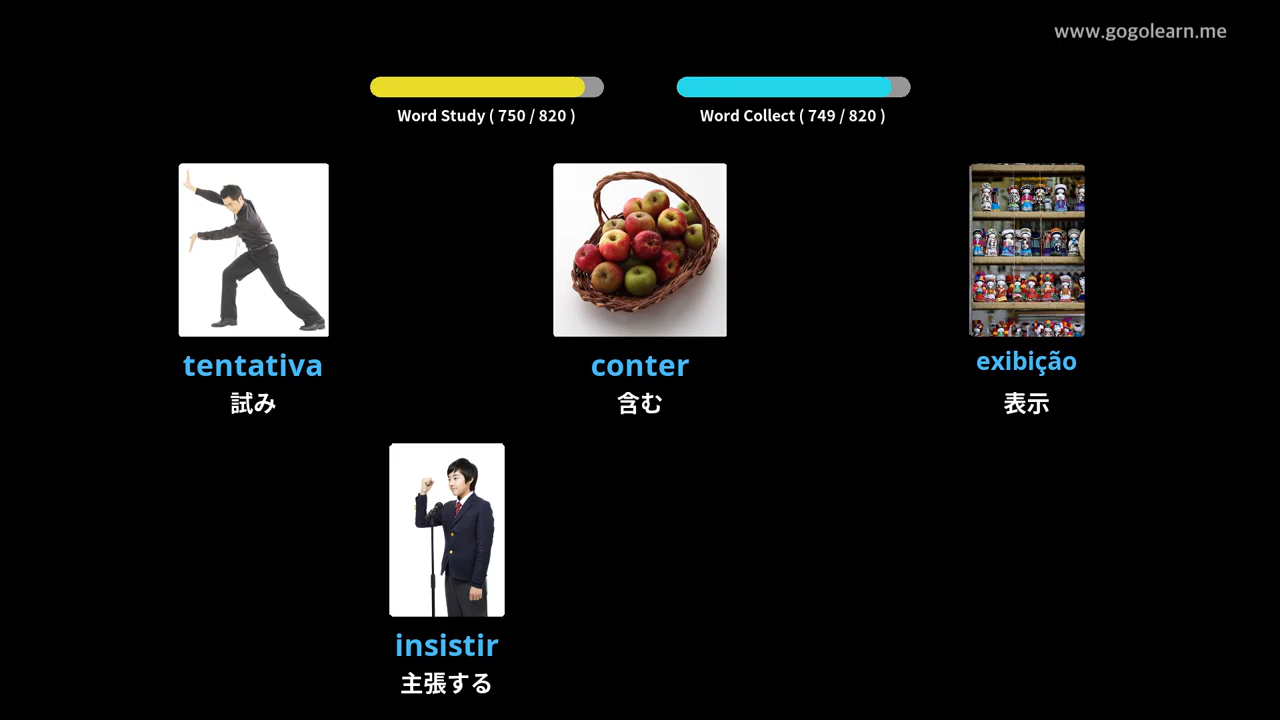 www.gogolearn.me
Word Study ( 750 / 820 )
Word Collect ( 749 / 820 )
tentativa
試み
conter
含む
exibição
表示
insistir
主張する